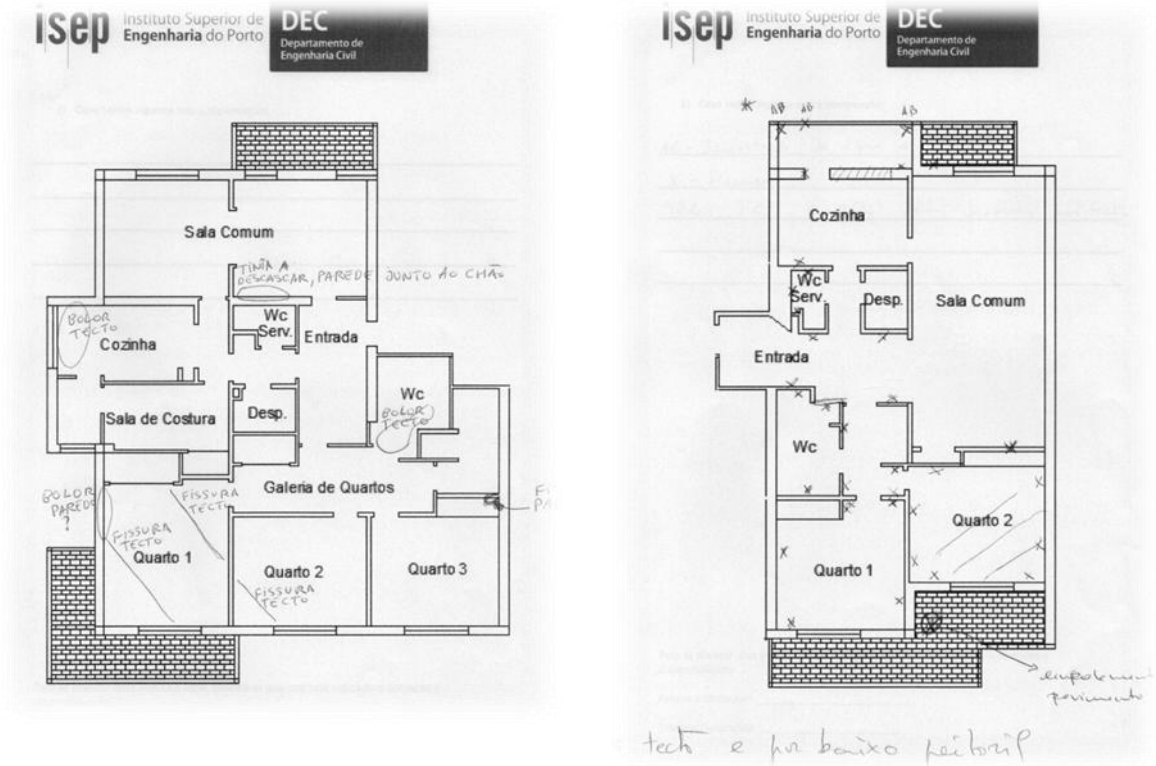 isep
Instituto Superior de
Engenharia do Porto
DEC
Departamento de
Engenharia Civil
Sala Comum
TINTA A
DESCASCAR, PAREDE JUNTO AO CHÃO
BOLOR
TECTO
Cozinha
Wc
Serv.
Entrada
Wc
BOLOR
TECTO
Sala de Costura
Desp.
Galeria de Quartos
BOLOR
PAREDE
?
FISSURA
TECTO
FISSURA
TECTO
Quarto 1
Quarto 2
FISSURA
TECTO
Quarto 3
isep
Instituto Superior de
Engenharia do Porto
DEC
Departamento de
Engenharia Civil
AB AB AB
Cozinha
Wc
Serv.
Desp.
Sala Comum
Entrada
Wc
Quarto 2
Quarto 1
pavimento
tecto e por baixo peitoril